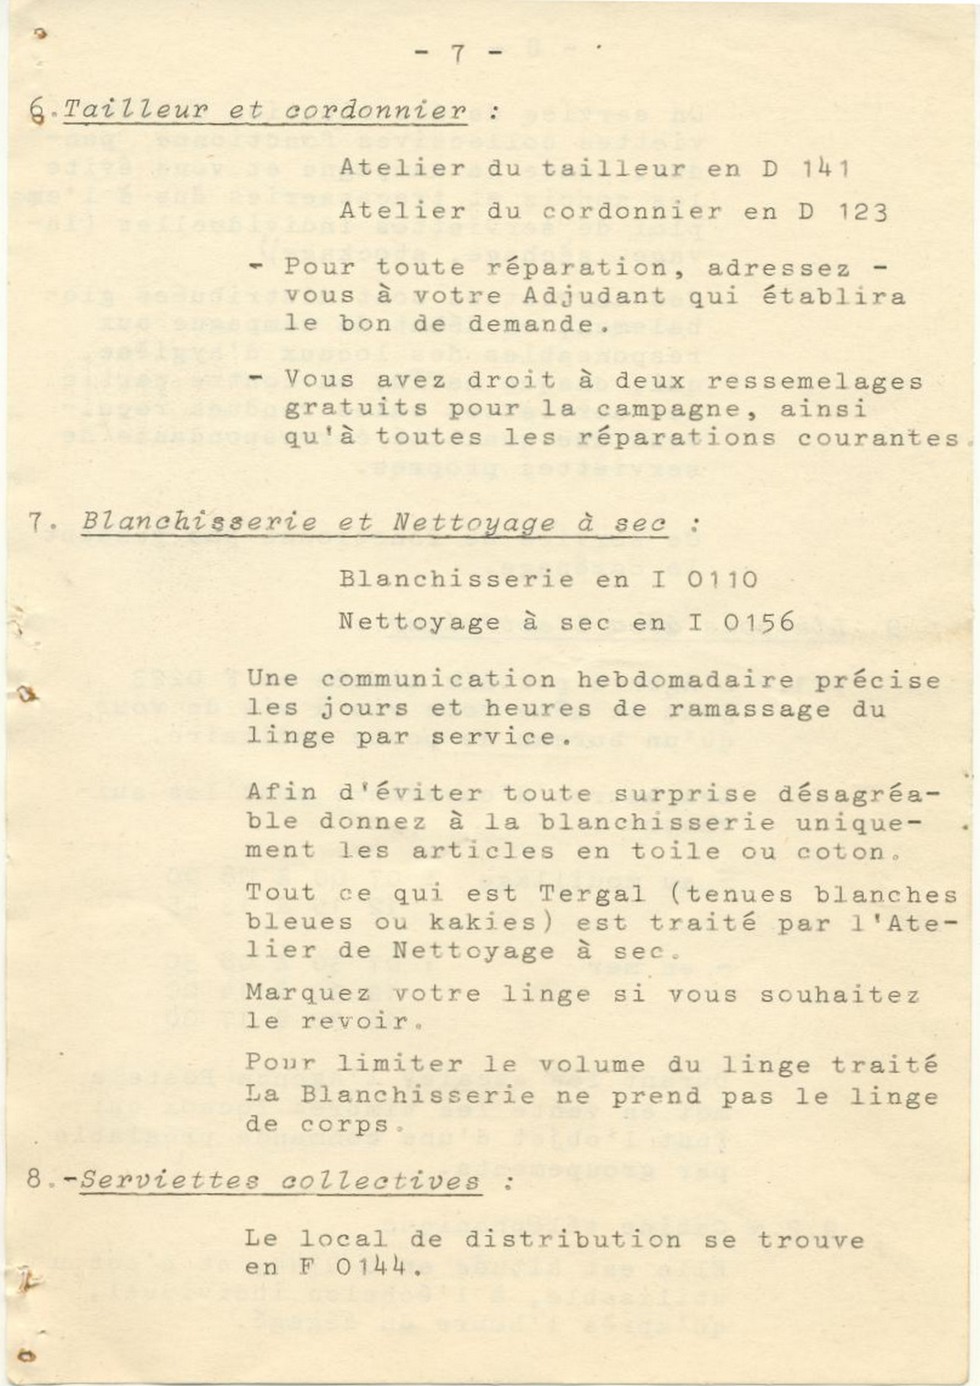 - 7 -
6. Tailleur et cordonnier :
Atelier du tailleur en D 141
Atelier du cordonnier en D 123
- Pour toute réparation, adressez -
vous à votre Adjudant qui établira
le bon de demande.
- Vous avez droit à deux ressemelages
gratuits pour la campagne, ainsi
qu'à toutes les réparations courantes.
7. Blanchisserie et Nettoyage à sec :
Blanchisserie en I 0110
Nettoyage à sec en I 0156
Une communication hebdomadaire précise
les jours et heures de ramassage du
linge par service.
Afin d'éviter toute surprise désagréa-
ble donnez à la blanchisserie unique-
ment les articles en toile ou coton.
Tout ce qui est Tergal (tenues blanches
bleues ou kakies) est traité par l'Ate-
lier de Nettoyage à sec.
Marquez votre linge si vous souhaitez
le revoir.
Pour limiter le volume du linge traité
La Blanchisserie ne prend pas le linge
de corps.
8.-Serviettes collectives :
Le local de distribution se trouve
en F 0144.